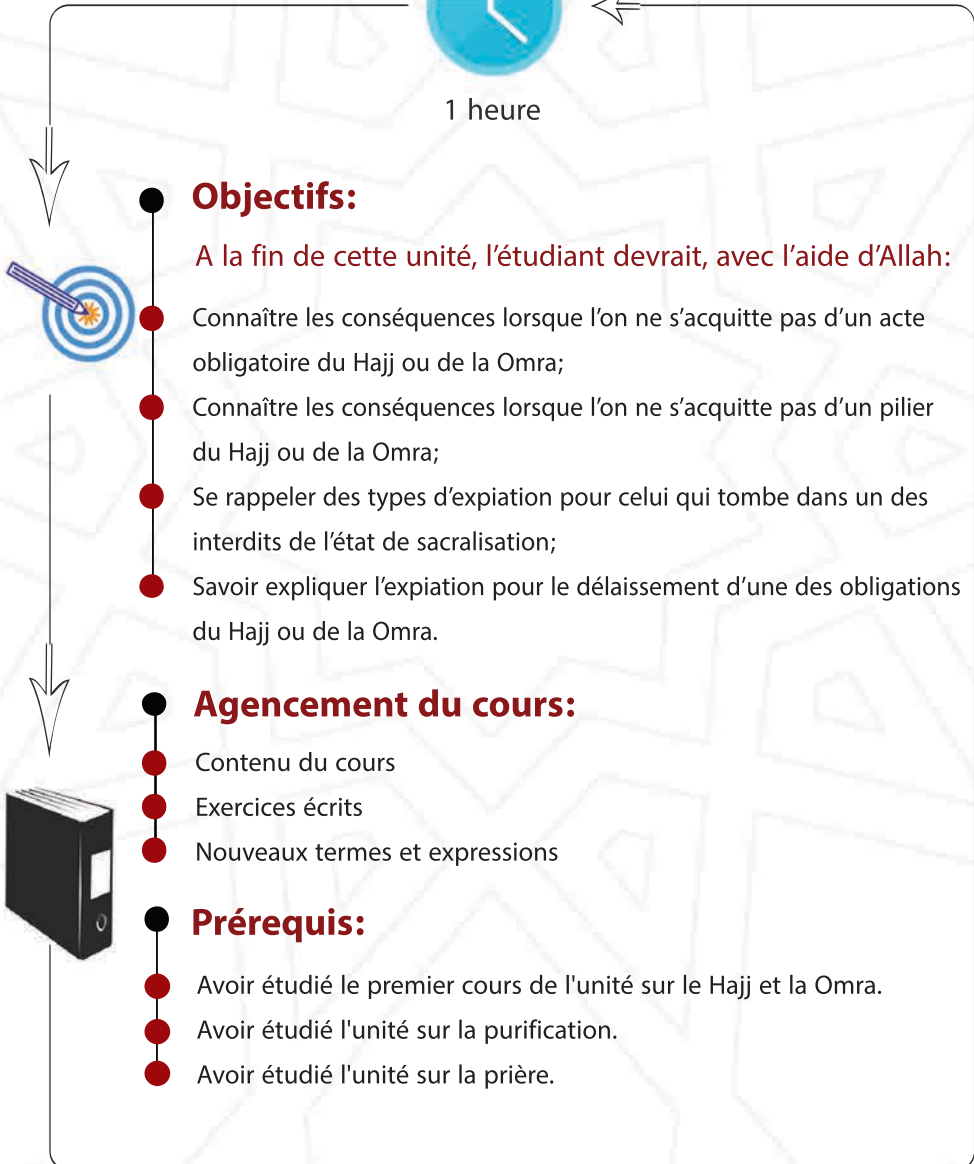 1 heure
Objectifs:
A la fin de cette unité, l’étudiant devrait, avec l’aide d’Allah:
Connaître les conséquences lorsque l’on ne s’acquitte pas d’un acte
obligatoire du Hajj ou de la Omra;
Connaître les conséquences lorsque l’on ne s’acquitte pas d’un pilier
du Hajj ou de la Omra;
Se rappeler des types d’expiation pour celui qui tombe dans un des
interdits de l’état de sacralisation;
Savoir expliquer l’expiation pour le délaissement d’une des obligations
du Hajj ou de la Omra.
Agencement du cours:
Contenu du cours
Exercices écrits
Nouveaux termes et expressions
Prérequis:
Avoir étudié le premier cours de l'unité sur le Hajj et la Omra.
Avoir étudié l'unité sur la purification.
Avoir étudié l'unité sur la prière.